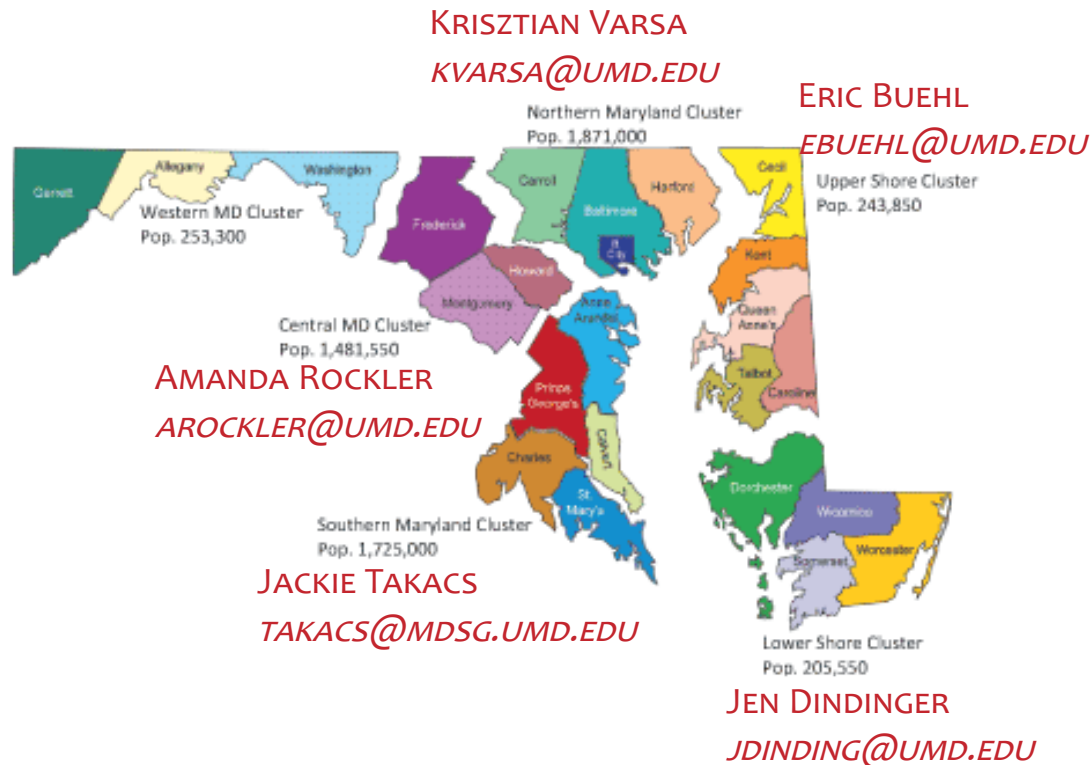 KRISZTIAN VARSA
KVARSA@UMD.EDU
Northern Maryland Cluster
Pop. 1,871,000
ERIC BUEHL
EBUEHL@UMD.EDU
Upper Shore Cluster
Pop. 243,850
Garrett
Allegany
Washington
Western MD Cluster
Pop. 253,300
Frederick
Carroll
Baltimore
B City
Harford
Cecil
Kent
Howard
Montgomery
Central MD Cluster
Pop. 1,481,550
AMANDA ROCKLER
AROCKLER@UMD.EDU
Anne
Arundel
Queen
Anne's
Talbot
Caroline
Prince
George's
Charles
Calvert
St.
Mary's
Southern Maryland Cluster
Pop. 1,725,000
JACKIE TAKACS
TAKACS@MDSG.UMD.EDU
Dorchester
Wicomico
Somerset
Worcester
Lower Shore Cluster
Pop. 205,550
JEN DINDINGER
JDINDING@UMD.EDU